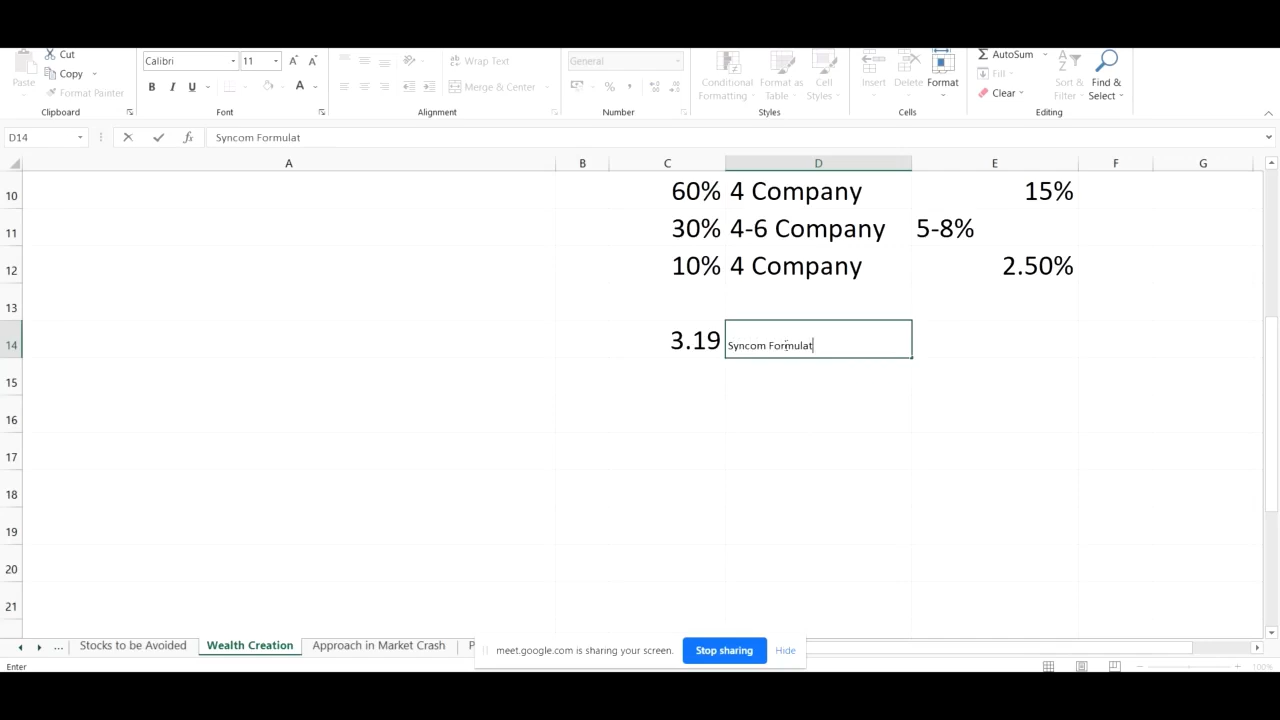 Cut
Calibri 11
Wrap Text
General
AutoSum
Paste
Copy
Format Painter
Merge & Center
Conditional Formatting
Format as Table
Cell Styles
Insert
Delete
Format
Fill
Clear
Sort & Filter
Find & Select
Clipboard
Font
Alignment
Number
Styles
Cells
Editing
D14
fx
Syncom Formulat
A B C D E F G
10 60% 4 Company 15%
11 30% 4-6 Company 5-8%
12 10% 4 Company 2.50%
13
14 3.19 Syncom Formulat
15
16
17
18
19
20
21
... Stocks to be Avoided Wealth Creation Approach in Market Crash P
meet.google.com is sharing your screen. Stop sharing Hide
Enter
100%